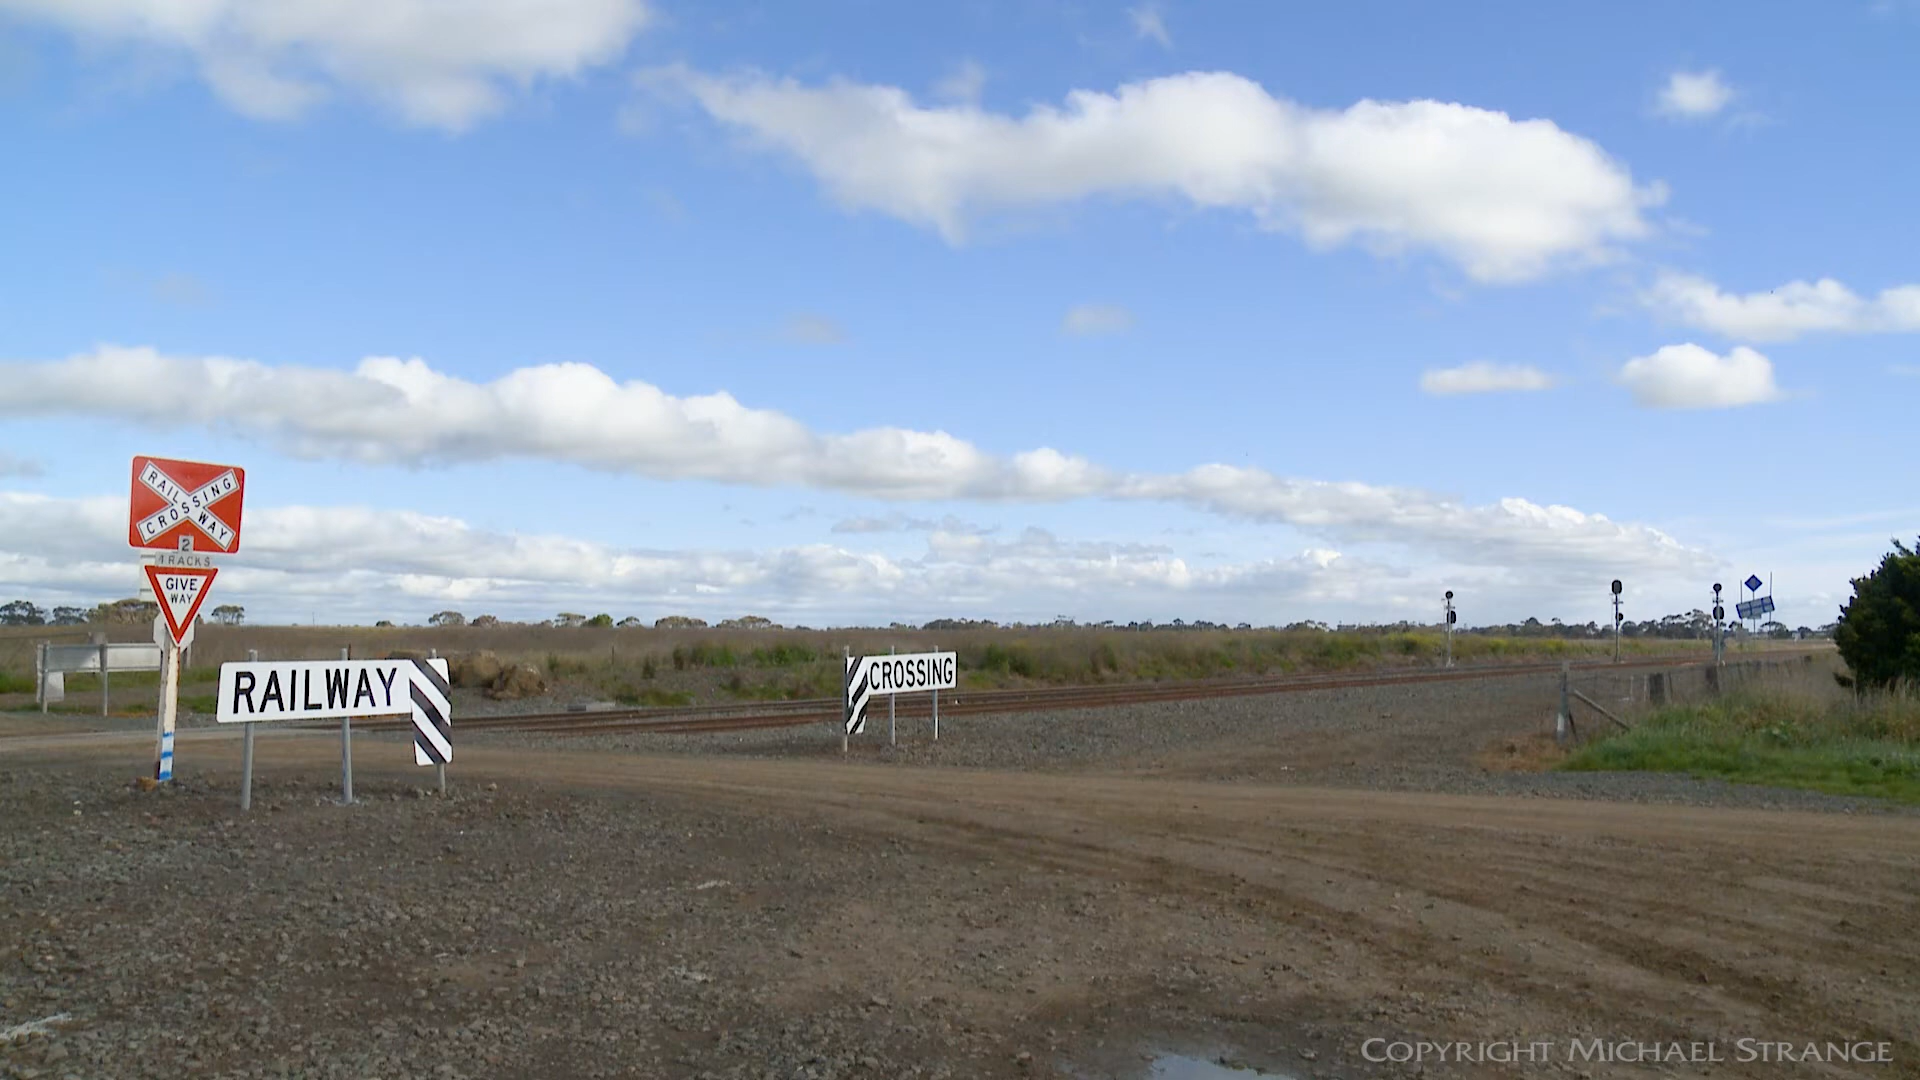 RAILWAY
CROSSING
2
TRACKS
GIVE
WAY
RAILWAY
CROSSING
COPYRIGHT MICHAEL STRANGE